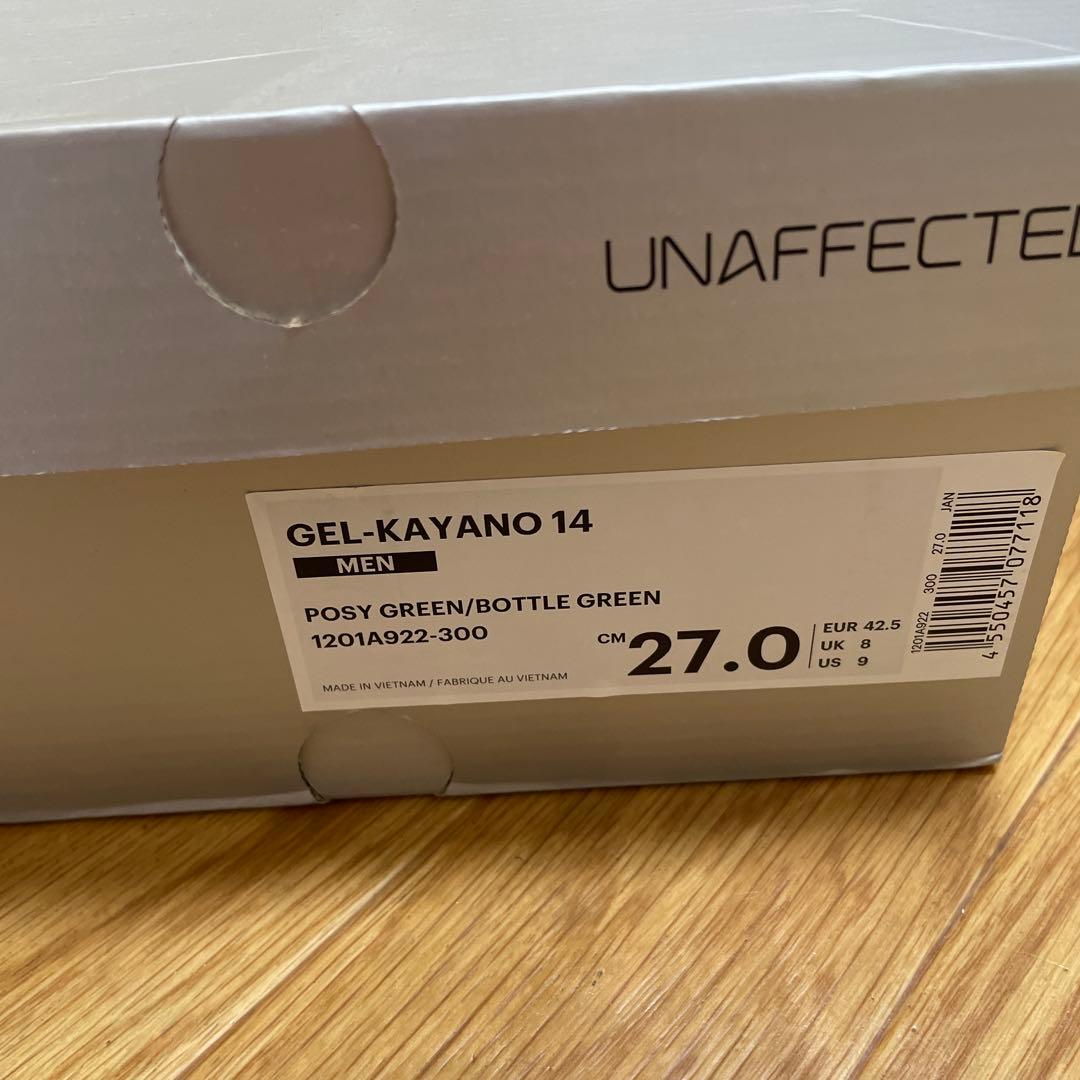 UNAFFECTED
GEL-KAYANO 14
MEN
POSY GREEN/BOTTLE GREEN
1201A922-300
MADE IN VIETNAM / FABRIQUE AU VIETNAM
CM 27.0
EUR 42.5
UK 8
US 9
1201A922 300 27.0 JAN
4 550457 077118